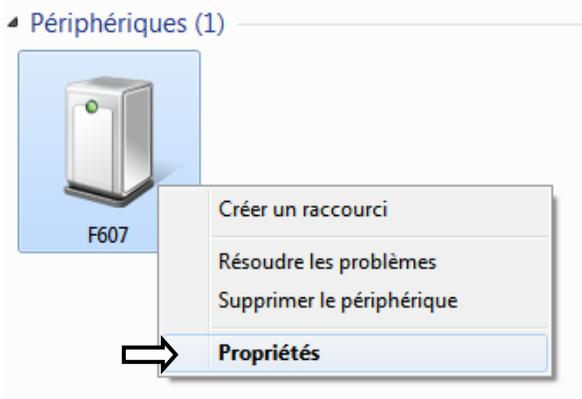 Périphériques (1)
F607
Créer un raccourci
Résoudre les problèmes
Supprimer le périphérique
Propriétés